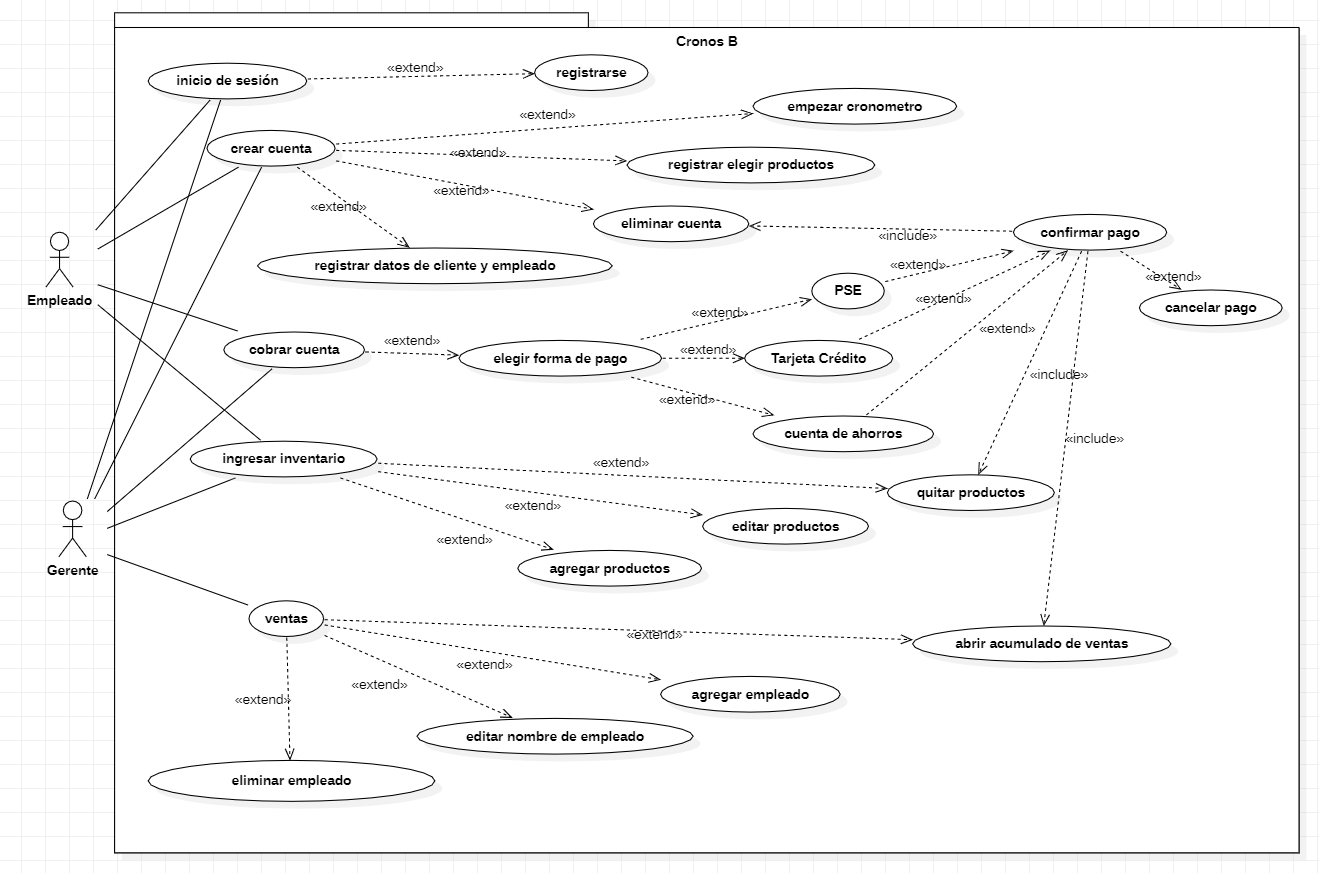 Cronos B
inicio de sesión
«extend»
registrarse
empezar cronometro
«extend»
crear cuenta
«extend»
registrar elegir productos
«extend»
«extend»
eliminar cuenta
«include»
confirmar pago
registrar datos de cliente y empleado
«extend»
«extend»
PSE
«extend»
cancelar pago
Empleado
«extend»
«extend»
cobrar cuenta
«extend»
elegir forma de pago
«extend»
Tarjeta Crédito
«include»
«extend»
cuenta de ahorros
«include»
ingresar inventario
«extend»
quitar productos
«extend»
editar productos
«extend»
agregar productos
Gerente
ventas
«extend»
abrir acumulado de ventas
«extend»
«extend»
agregar empleado
«extend»
editar nombre de empleado
eliminar empleado